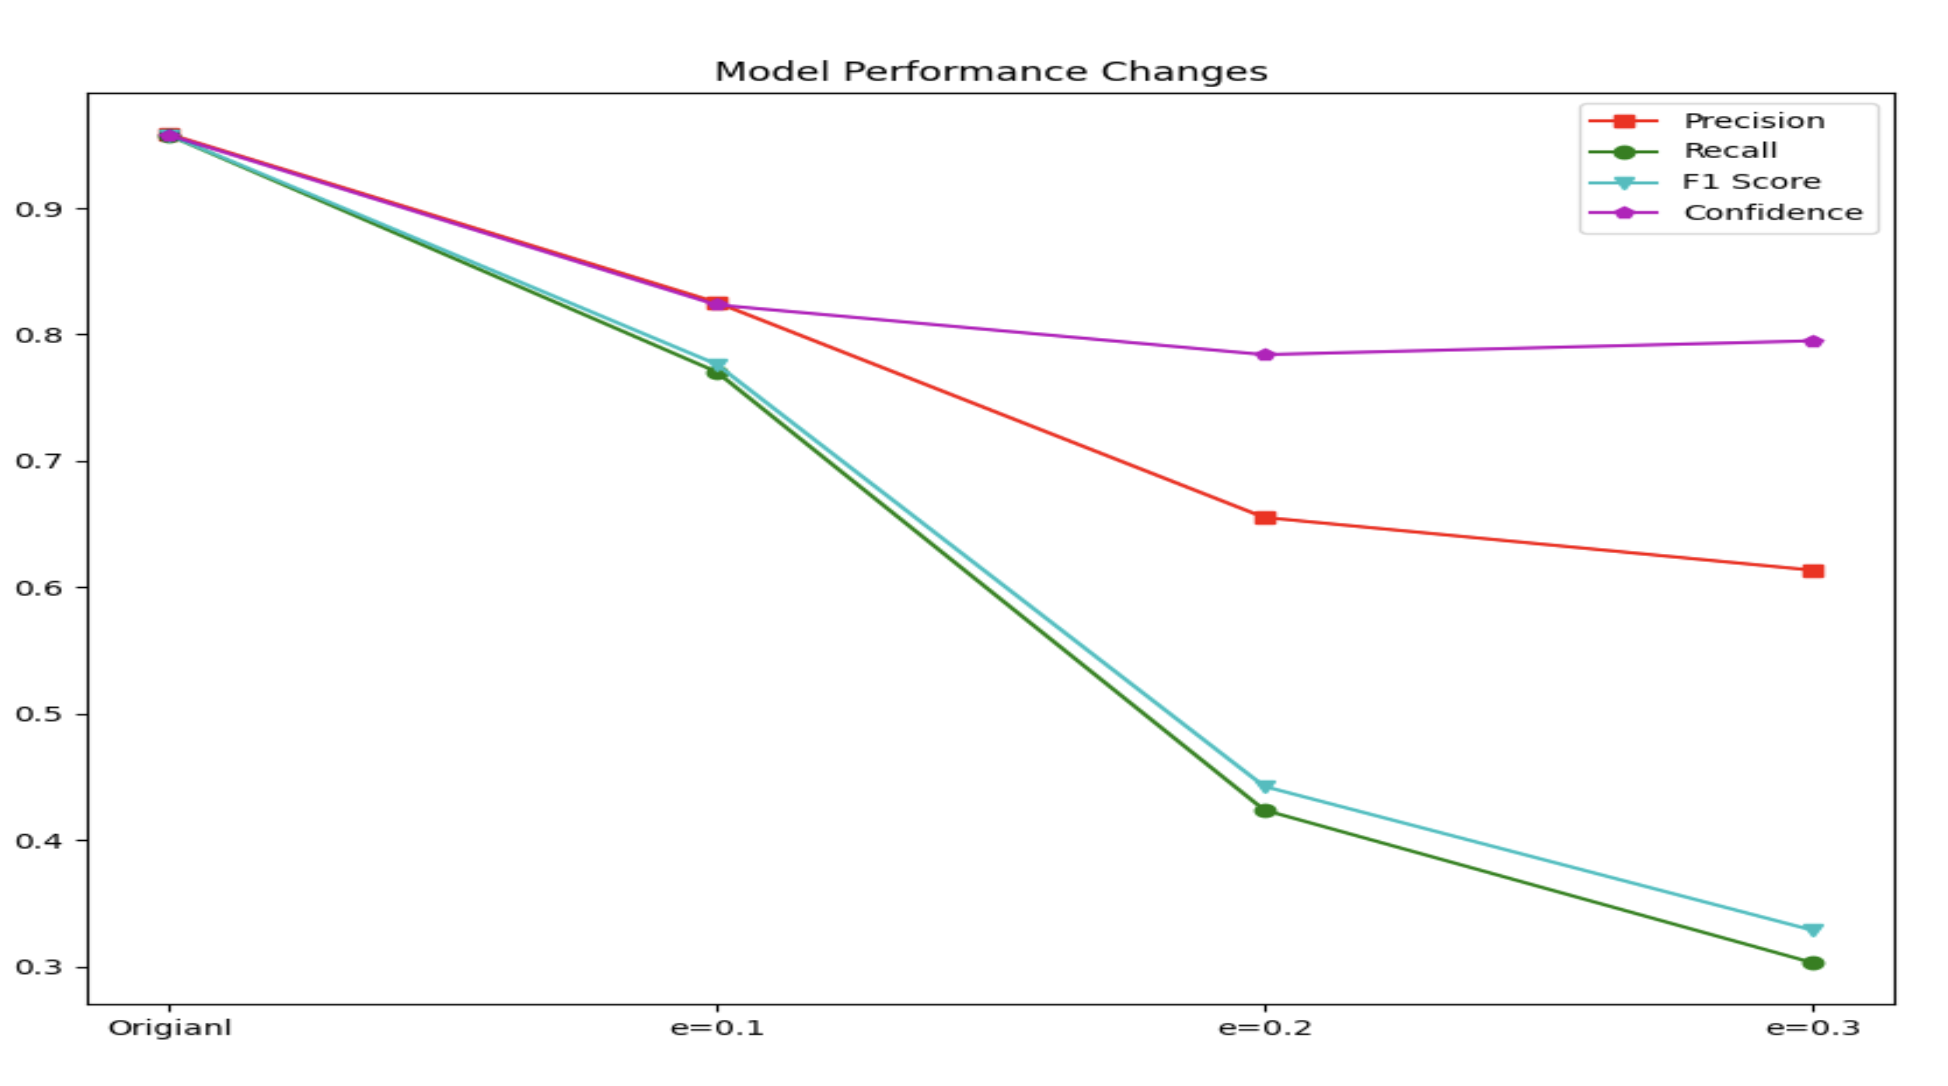 Model Performance Changes
Precision
Recall
F1 Score
Confidence
0.9
0.8
0.7
0.6
0.5
0.4
0.3
Origianl e=0.1 e=0.2 e=0.3